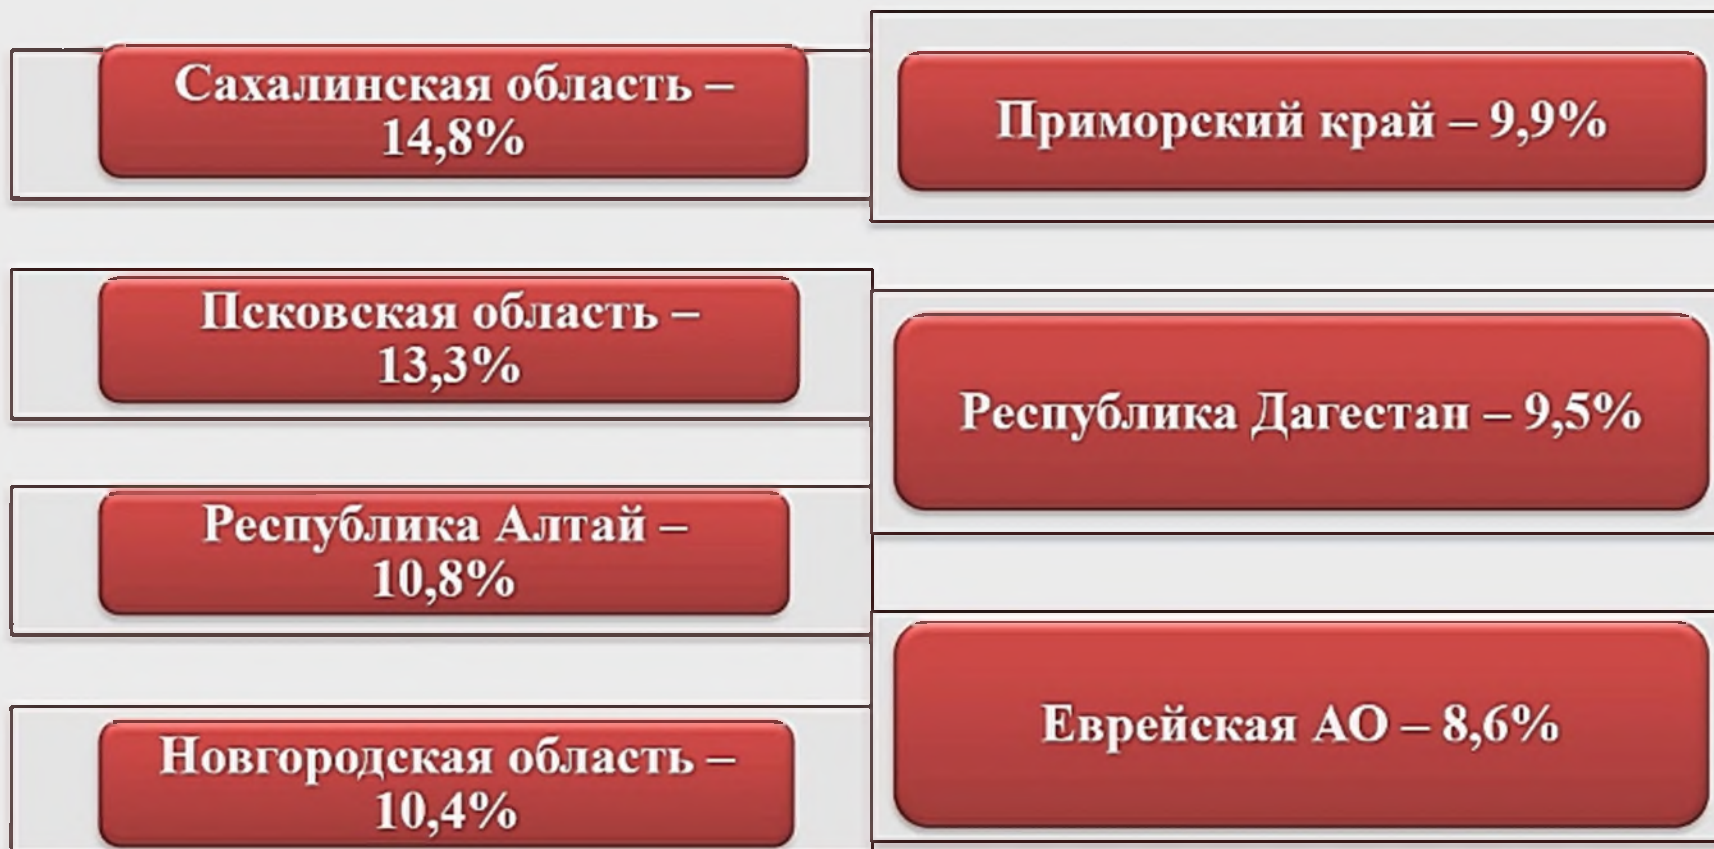 Сахалинская область –
14,8%
Псковская область –
13,3%
Республика Алтай –
10,8%
Новгородская область –
10,4%
Приморский край – 9,9%
Республика Дагестан – 9,5%
Еврейская АО – 8,6%